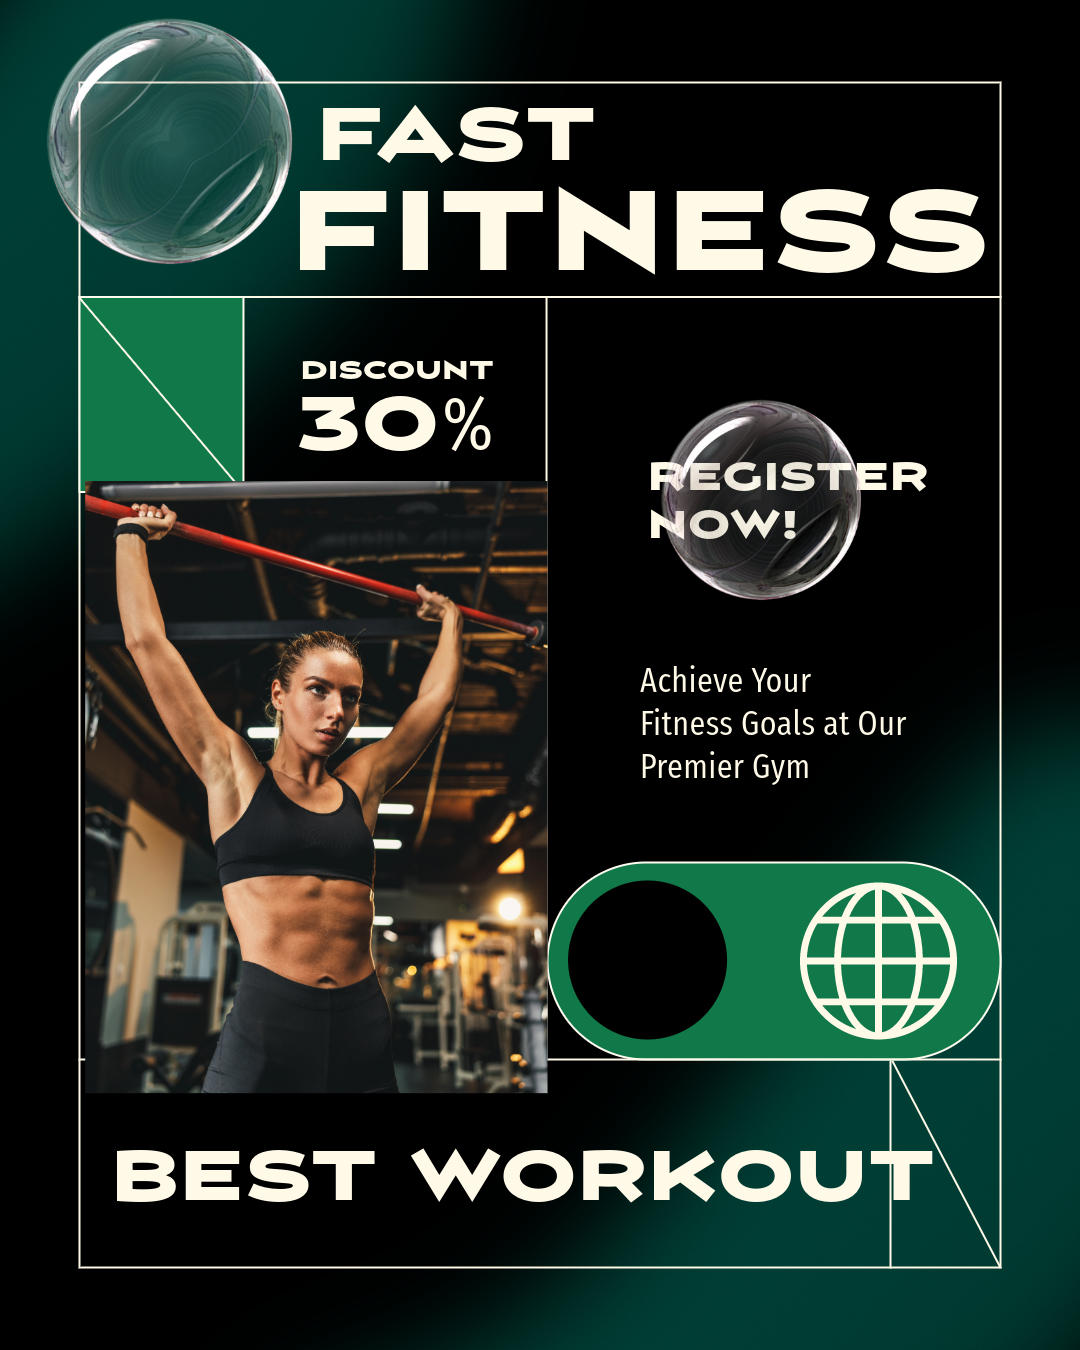 FAST
FITNESS
DISCOUNT
30%
REGISTER
NOW!
Achieve Your
Fitness Goals at Our
Premier Gym
BEST WORKOUT